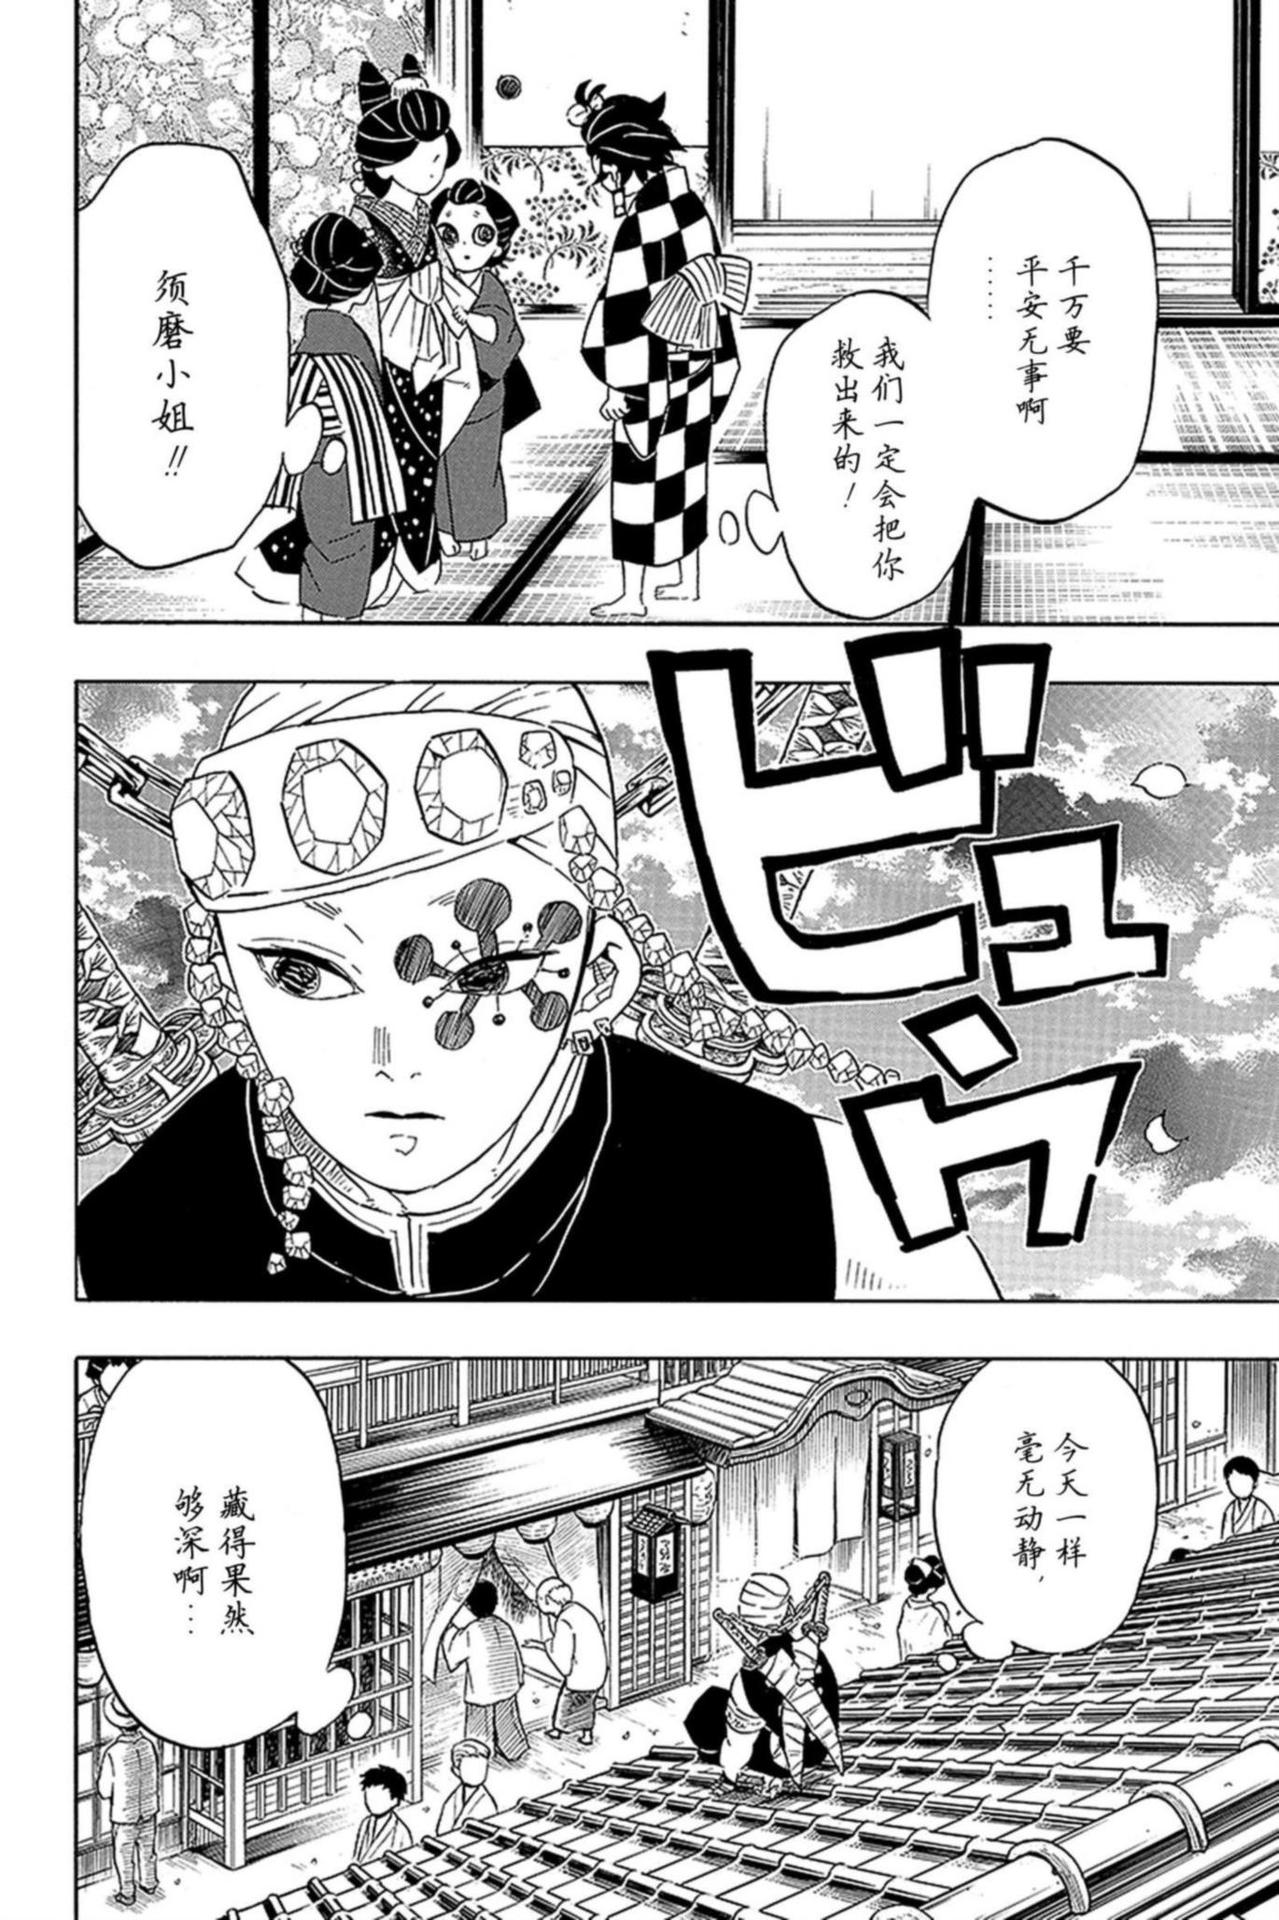 千万要
平安无事啊
……
我们一定会把你
救出来的！
须磨小姐！！
ビュウ
今天一样
毫无动静，
藏得果然
够深啊……